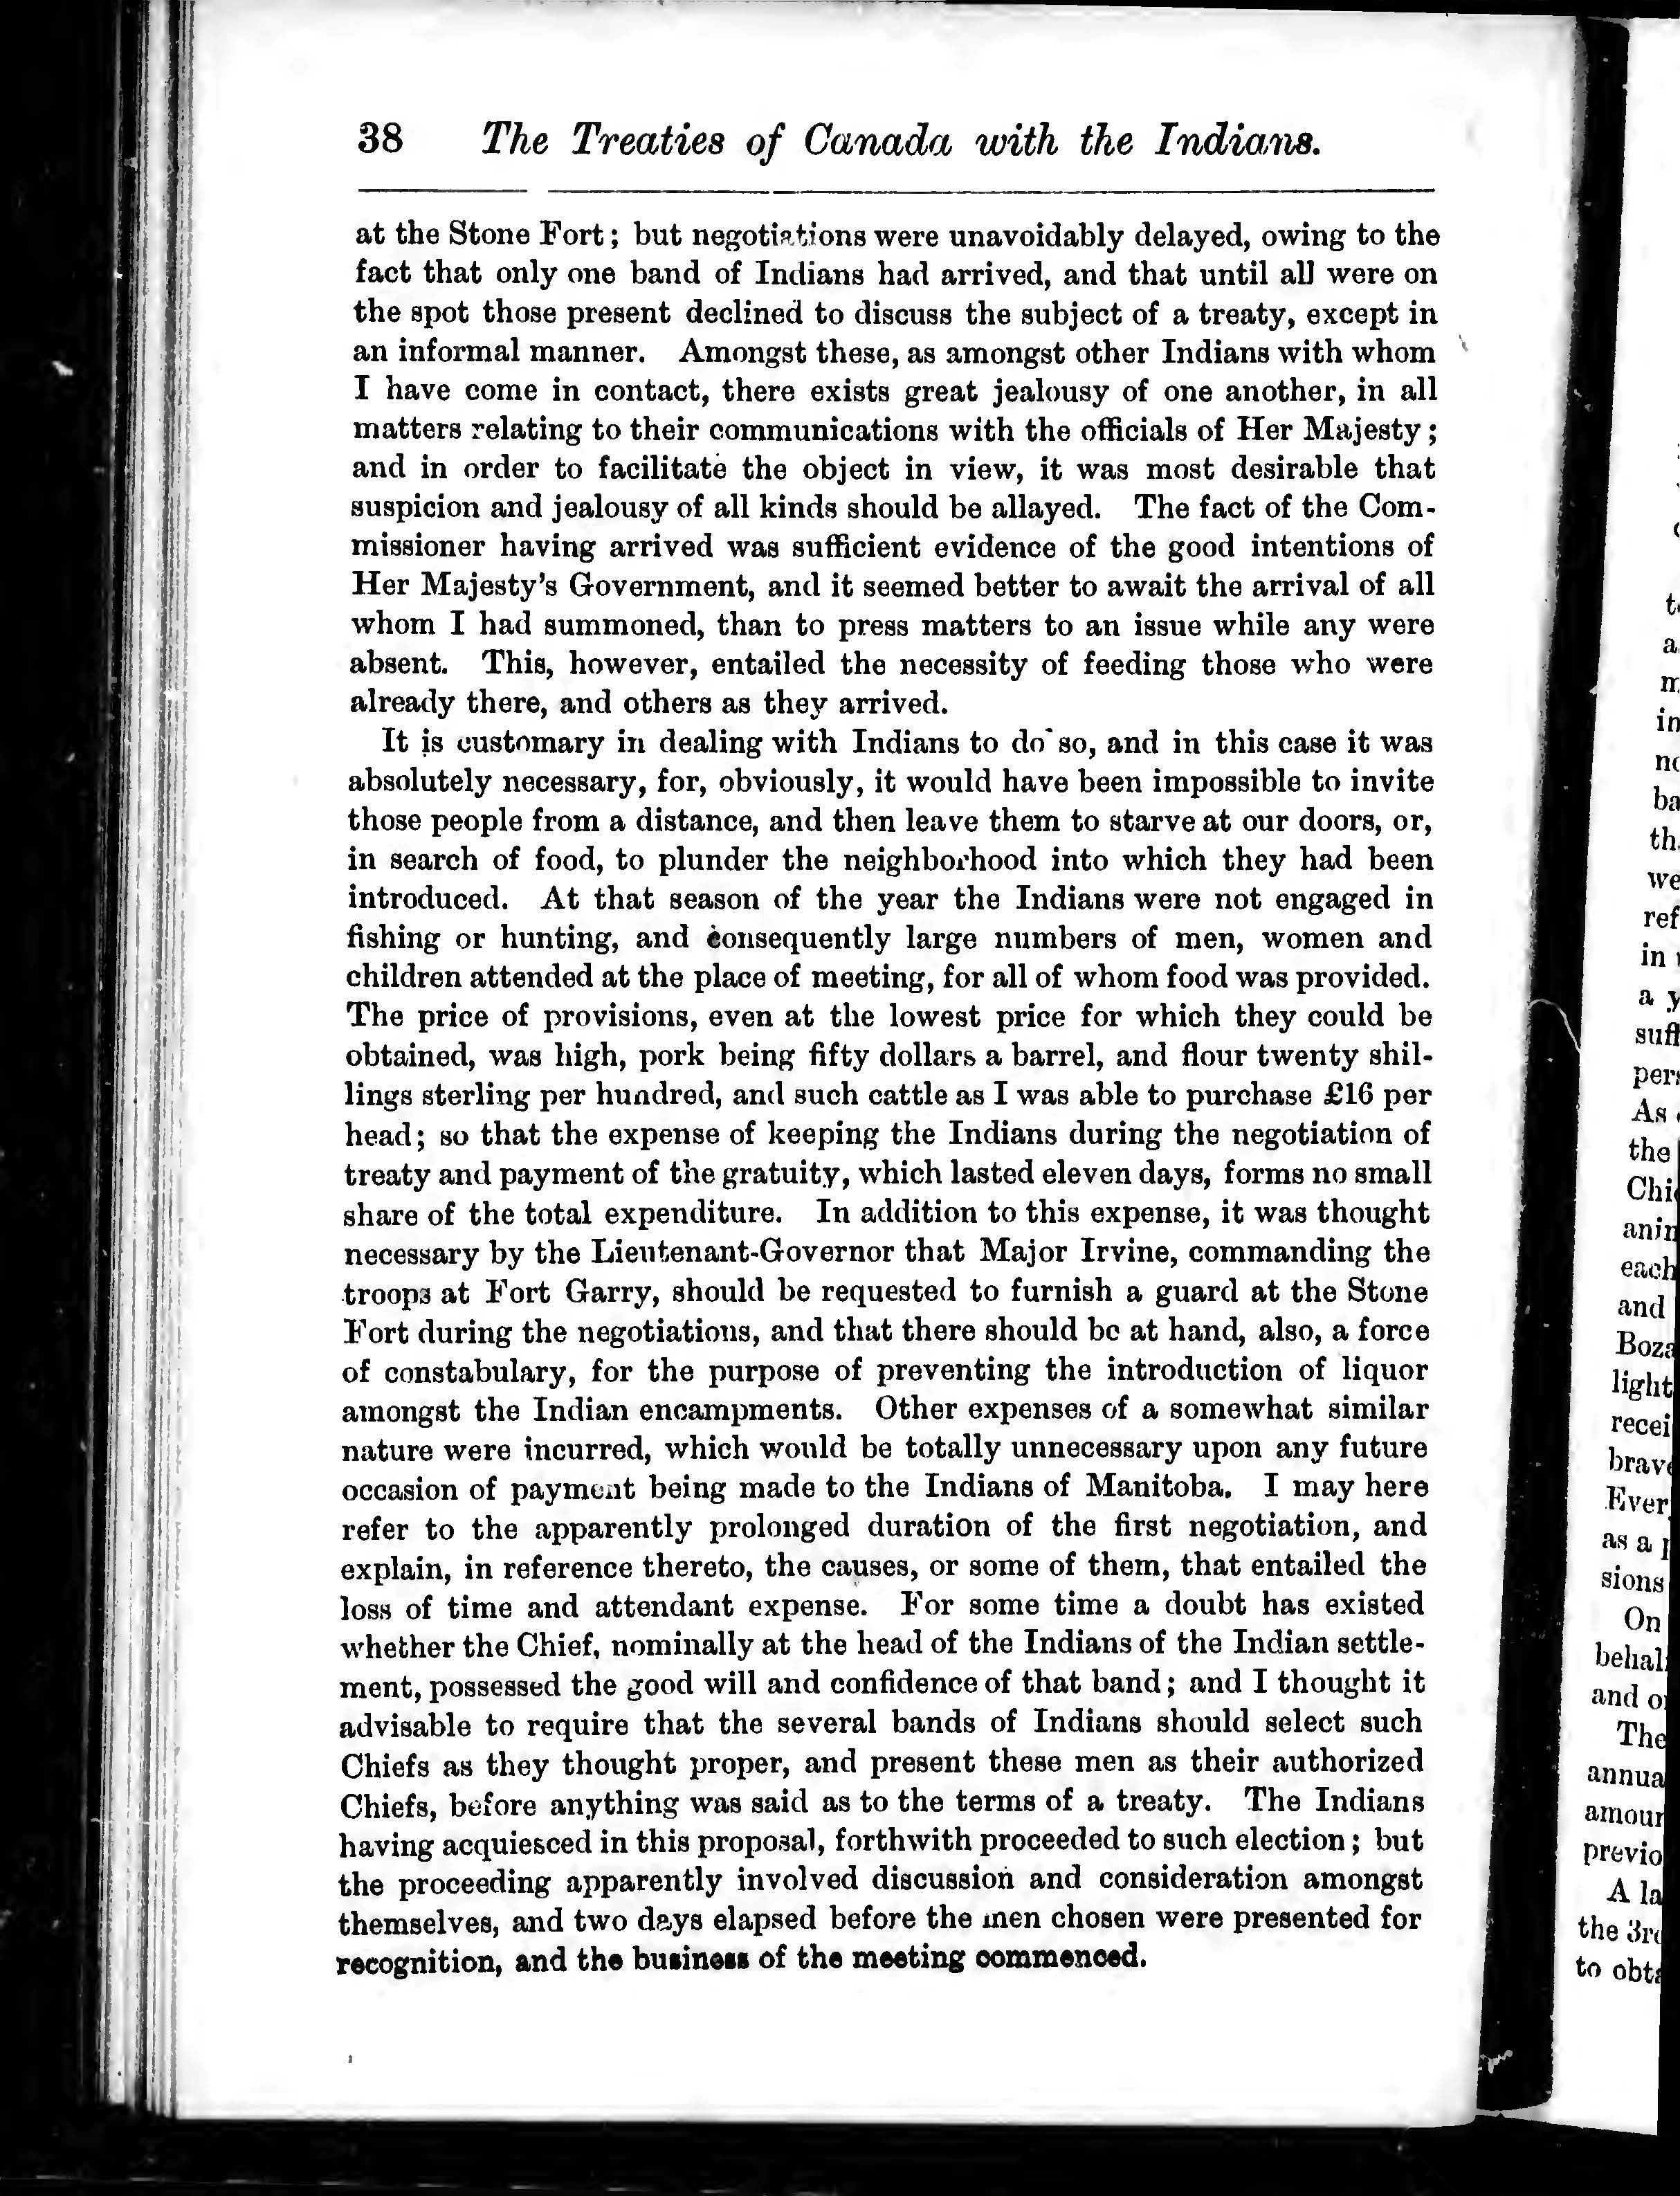 38 The Treaties of Canada with the Indians.
at the Stone Fort; but negotiations were unavoidably delayed, owing to the
fact that only one band of Indians had arrived, and that until all were on
the spot those present declined to discuss the subject of a treaty, except in
an informal manner. Amongst these, as amongst other Indians with whom
I have come in contact, there exists great jealousy of one another, in all
matters relating to their communications with the officials of Her Majesty;
and in order to facilitate the object in view, it was most desirable that
suspicion and jealousy of all kinds should be allayed. The fact of the Com-
missioner having arrived was sufficient evidence of the good intentions of
Her Majesty's Government, and it seemed better to await the arrival of all
whom I had summoned, than to press matters to an issue while any were
absent. This, however, entailed the necessity of feeding those who were
already there, and others as they arrived.
It is customary in dealing with Indians to do so, and in this case it was
absolutely necessary, for, obviously, it would have been impossible to invite
those people from a distance, and then leave them to starve at our doors, or,
in search of food, to plunder the neighborhood into which they had been
introduced. At that season of the year the Indians were not engaged in
fishing or hunting, and consequently large numbers of men, women and
children attended at the place of meeting, for all of whom food was provided.
The price of provisions, even at the lowest price for which they could be
obtained, was high, pork being fifty dollars a barrel, and flour twenty shil-
lings sterling per hundred, and such cattle as I was able to purchase £16 per
head; so that the expense of keeping the Indians during the negotiation of
treaty and payment of the gratuity, which lasted eleven days, forms no small
share of the total expenditure. In addition to this expense, it was thought
necessary by the Lieutenant-Governor that Major Irvine, commanding the
troops at Fort Garry, should be requested to furnish a guard at the Stone
Fort during the negotiations, and that there should be at hand, also, a force
of constabulary, for the purpose of preventing the introduction of liquor
amongst the Indian encampments. Other expenses of a somewhat similar
nature were incurred, which would be totally unnecessary upon any future
occasion of payment being made to the Indians of Manitoba. I may here
refer to the apparently prolonged duration of the first negotiation, and
explain, in reference thereto, the causes, or some of them, that entailed the
loss of time and attendant expense. For some time a doubt has existed
whether the Chief, nominally at the head of the Indians of the Indian settle-
ment, possessed the good will and confidence of that band; and I thought it
advisable to require that the several bands of Indians should select such
Chiefs as they thought proper, and present these men as their authorized
Chiefs, before anything was said as to the terms of a treaty. The Indians
having acquiesced in this proposal, forthwith proceeded to such election; but
the proceeding apparently involved discussion and consideration amongst
themselves, and two days elapsed before the men chosen were presented for
recognition, and the business of the meeting commenced.
in
we
ref
in
a
As
the
each
and
light
as a
sions
On
and
The
A
the
to